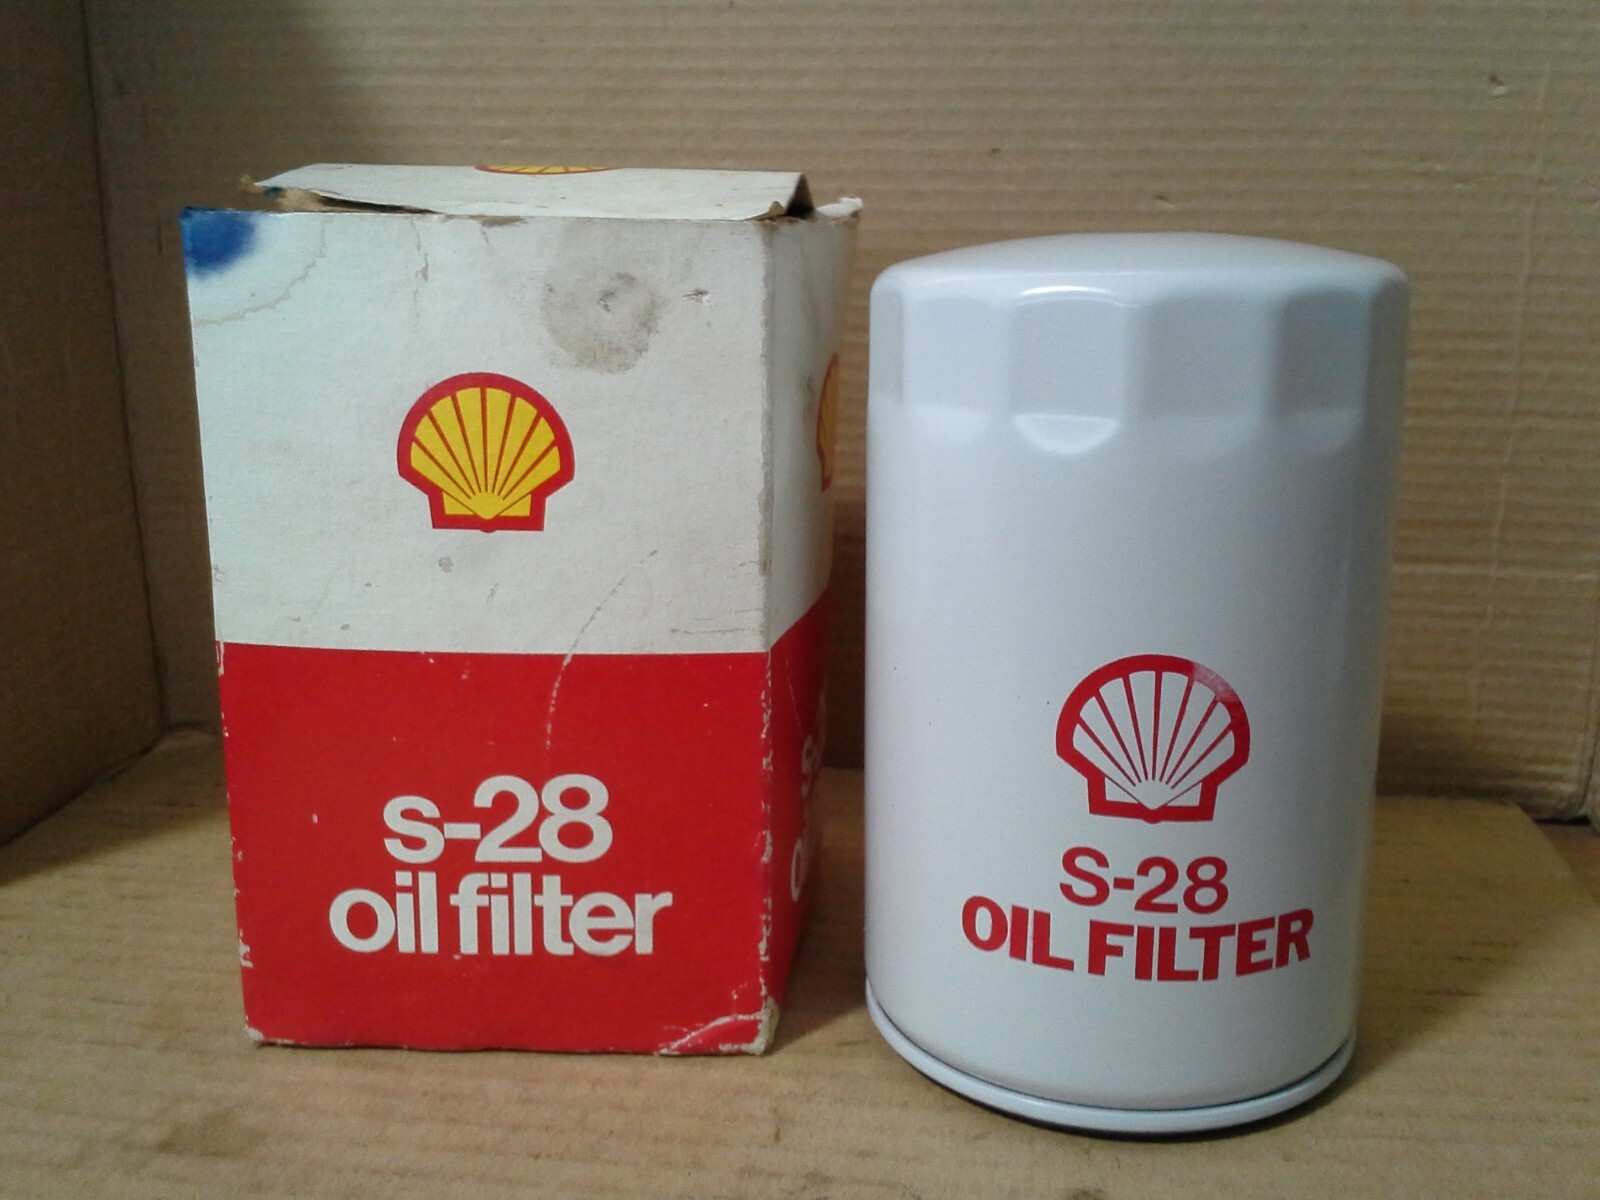 s-28
oil filter
S-28
OIL FILTER